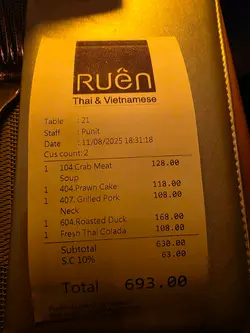 Ruên
Thai & Vietnamese
Table : 21
Staff : Punit
Date : 11/08/2025 18:31:18
Cus count: 2
1 104.Crab Meat Soup 128.00
1 404.Prawn Cake 118.00
1 407. Grilled Pork Neck 108.00
1 604.Roasted Duck 168.00
1 Fresh Thai Colada 108.00
Subtotal 630.00
S.C 10% 63.00
Total 693.00